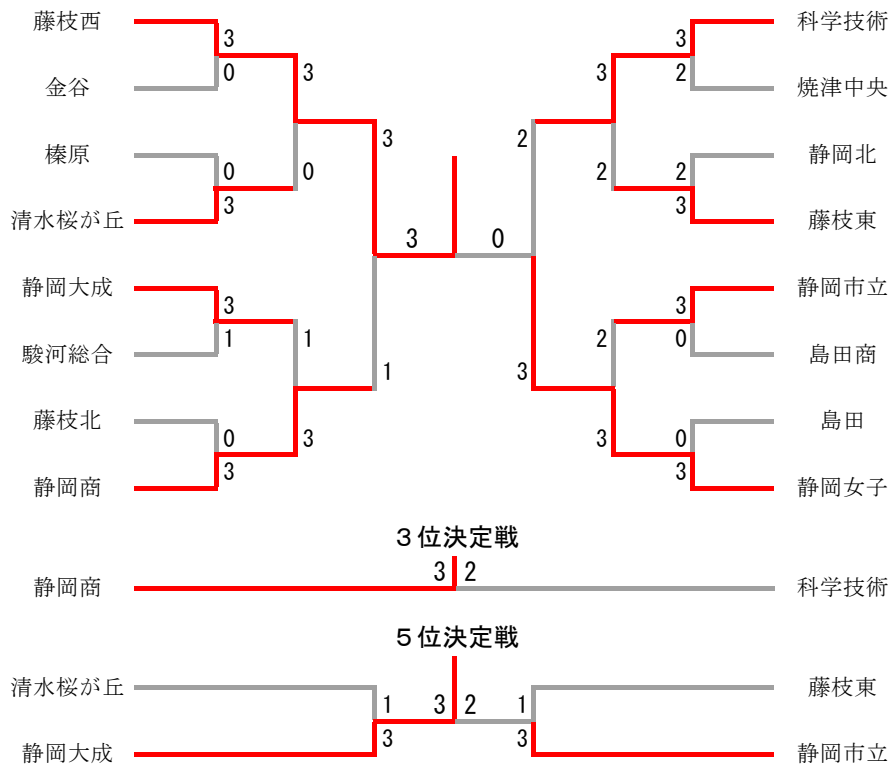 藤枝西 科学技術
3 3
0 3 3 2
金谷 焼津中央
3 2
榛原 静岡北
0 0 2 2
3 3
清水桜が丘 藤枝東
3 0
静岡大成 静岡市立
3 3
1 1 2 0
駿河総合 島田商
1 3
藤枝北 島田
0 3 3 0
3 3
静岡商 静岡女子
3位決定戦
3 2
静岡商 科学技術
5位決定戦
清水桜が丘 藤枝東
1 3 2 1
3 3
静岡大成 静岡市立